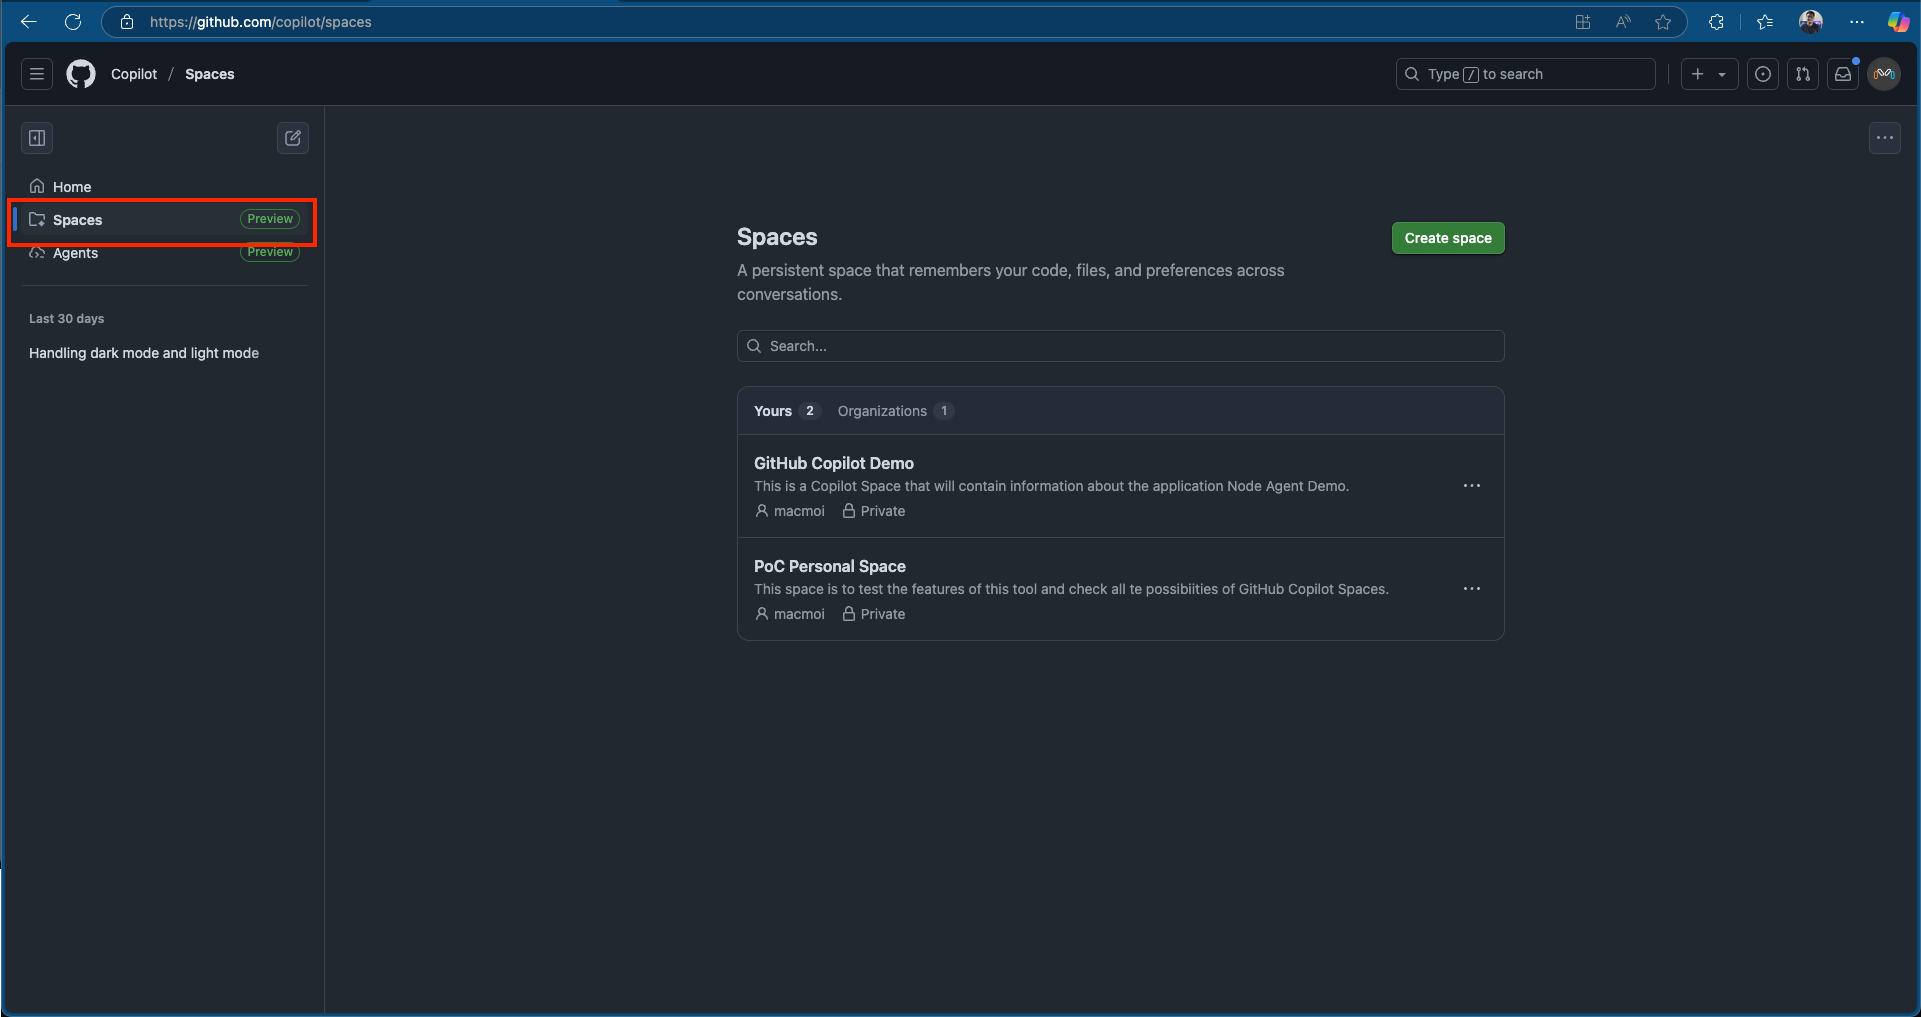 https://github.com/copilot/spaces
Copilot / Spaces
Type / to search
Home
Spaces Preview
Agents Preview
Last 30 days
Handling dark mode and light mode
Spaces
Create space
A persistent space that remembers your code, files, and preferences across
conversations.
Search...
Yours 2 Organizations 1
GitHub Copilot Demo
This is a Copilot Space that will contain information about the application Node Agent Demo.
macmoi Private
PoC Personal Space
This space is to test the features of this tool and check all te possibiities of GitHub Copilot Spaces.
macmoi Private